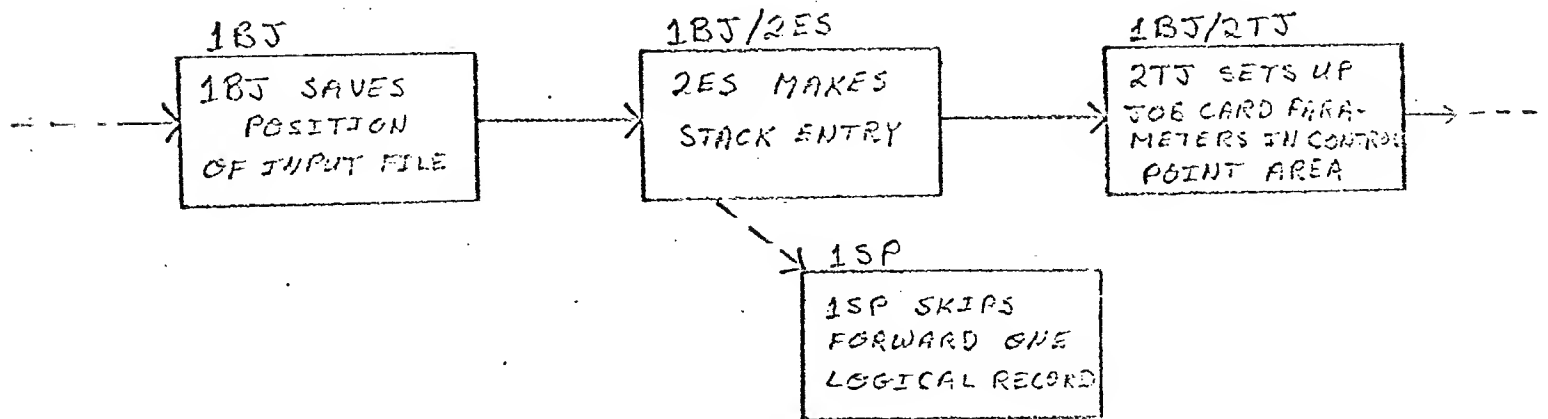 1BJ
1BJ SAVES
POSITION
OF INPUT FILE
1BJ/2ES
2ES MAKES
STACK ENTRY
1BJ/2TJ
2TJ SETS UP
JOB CARD PARA-
METERS IN CONTROL
POINT AREA
1SP
1SP SKIPS
FORWARD ONE
LOGICAL RECORD